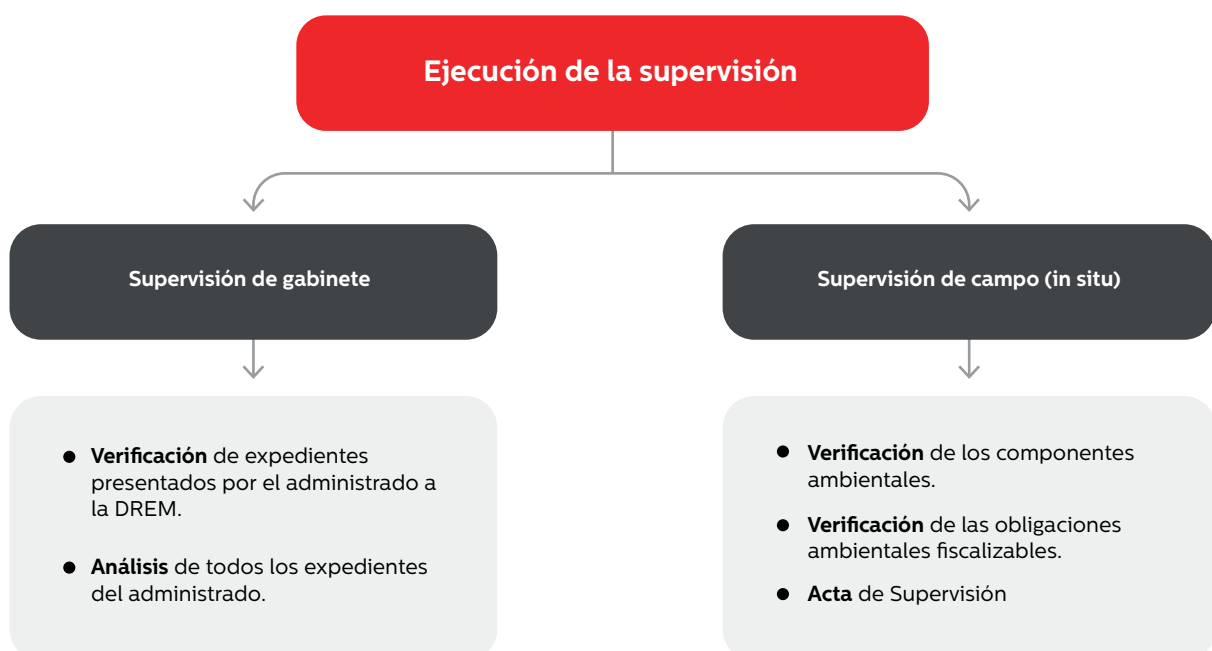 Ejecución de la supervisión
Supervisión de gabinete
● Verificación de expedientes
presentados por el administrado a
la DREM.
● Análisis de todos los expedientes
del administrado.
Supervisión de campo (in situ)
● Verificación de los componentes
ambientales.
● Verificación de las obligaciones
ambientales fiscalizables.
● Acta de Supervisión